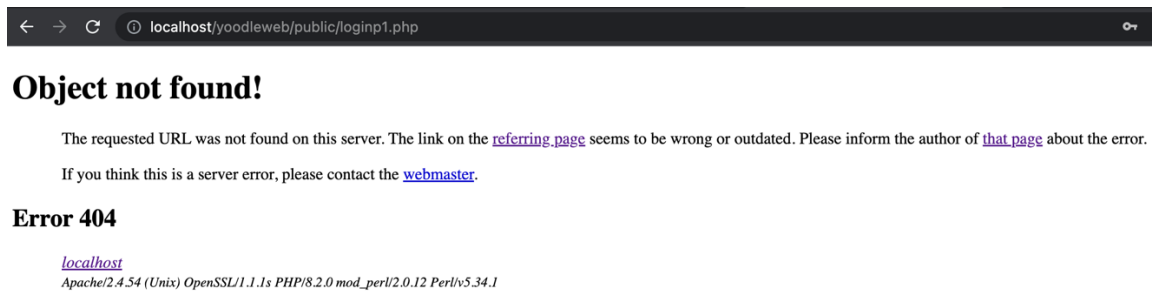 localhost/yoodleweb/public/loginp1.php
Object not found!
The requested URL was not found on this server. The link on the referring page seems to be wrong or outdated. Please inform the author of that page about the error.
If you think this is a server error, please contact the webmaster.
Error 404
localhost
Apache/2.4.54 (Unix) OpenSSL/1.1.1s PHP/8.2.0 mod_perl/2.0.12 Perl/v5.34.1